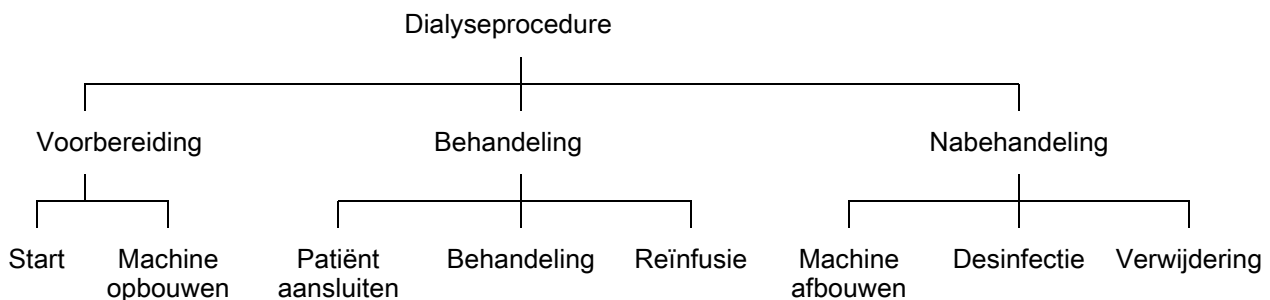 Dialyseprocedure
Voorbereiding
Behandeling
Nabehandeling
Start
Machine
opbouwen
Patiënt
aansluiten
Behandeling
Reïnfusie
Machine
afbouwen
Desinfectie
Verwijdering